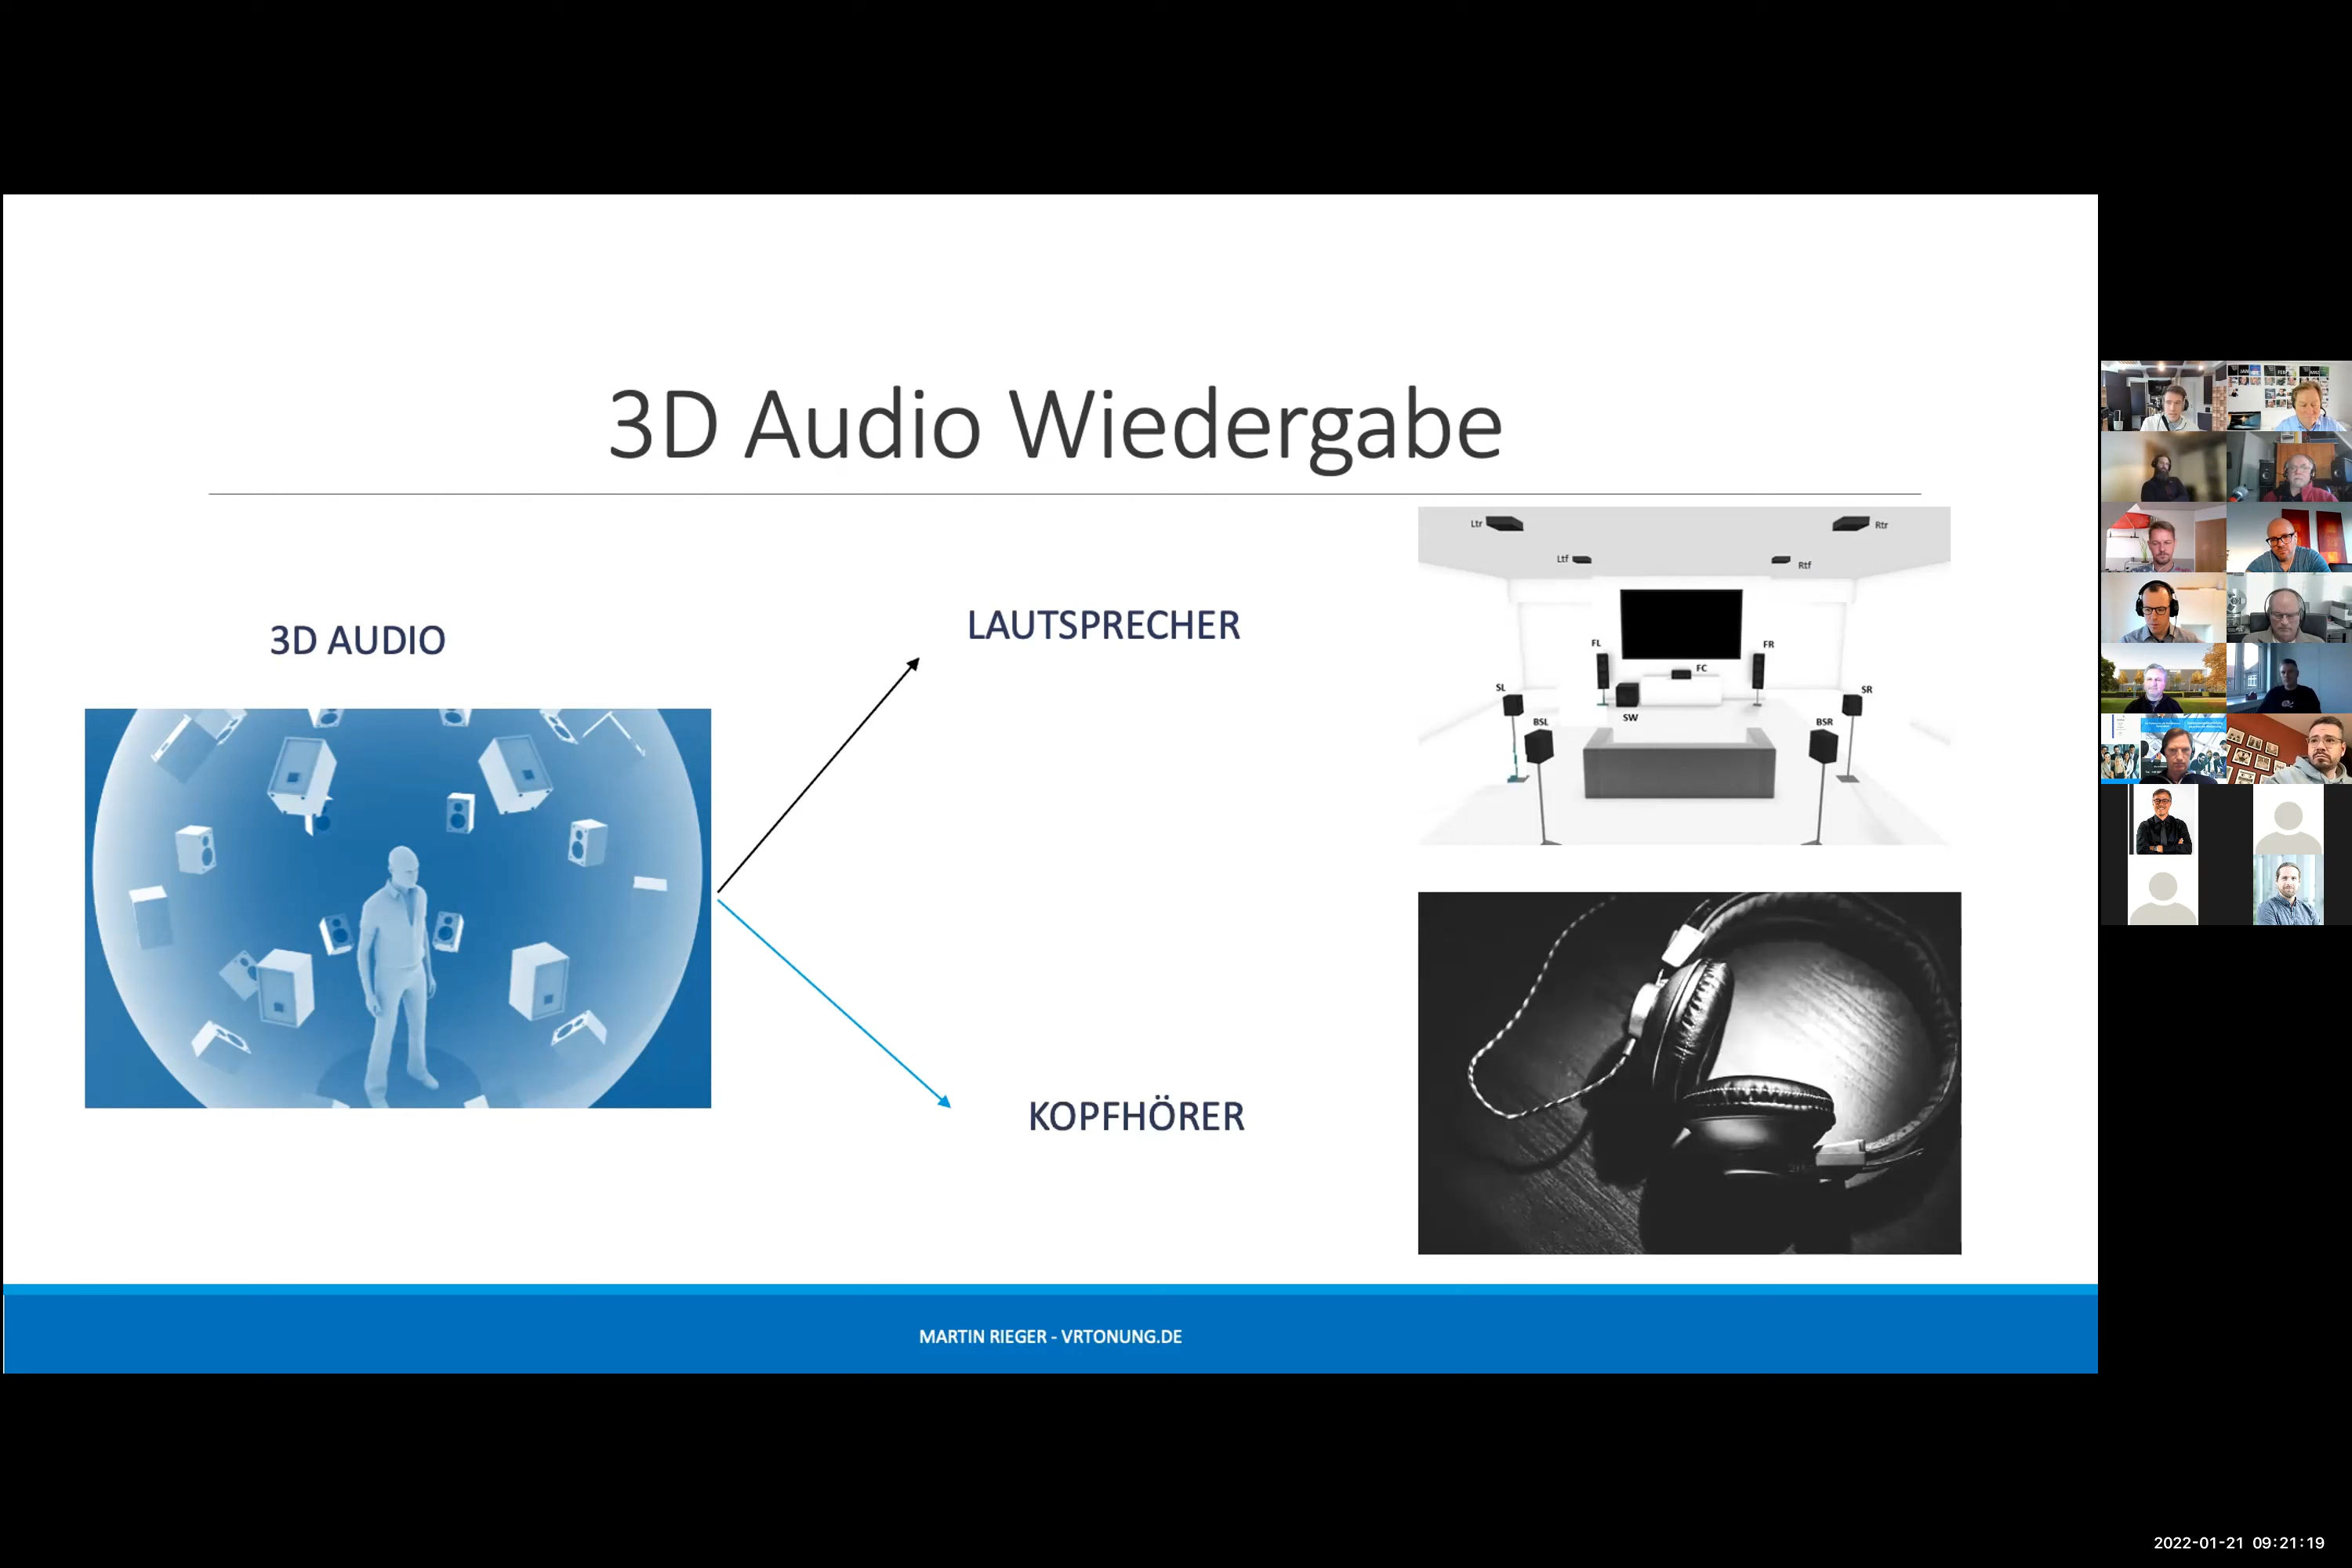 3D Audio Wiedergabe
3D AUDIO
LAUTSPRECHER
KOPFHÖRER
Ltr
Rtr
Ltf
Rtf
FL
FR
FC
SL
SR
SW
BSL
BSR
MARTIN RIEGER - VRTONUNG.DE
2022-01-21 09:21:19